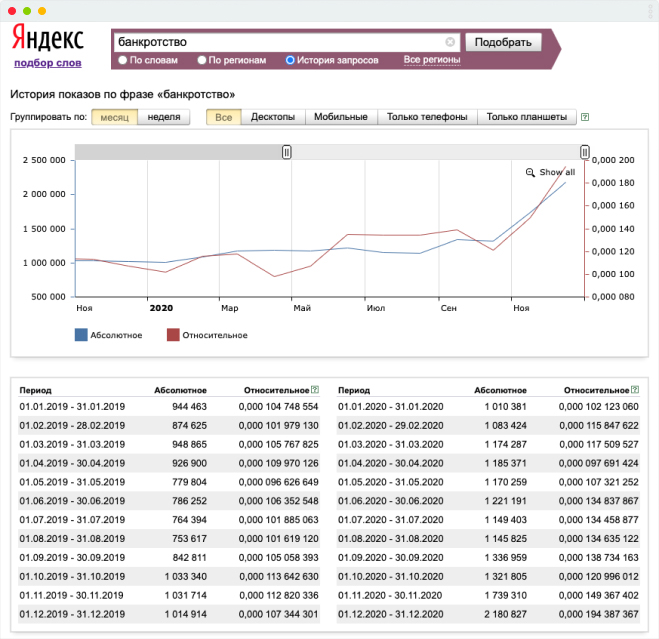 Яндекс
подбор слов
банкротство
Подобрать
По словам По регионам История запросов Все регионы
История показов по фразе «банкротство»
Группировать по: месяц неделя Все Десктопы Мобильные Только телефоны Только планшеты ?
Show all
2 500 000
2 000 000
1 500 000
1 000 000
500 000
0,000 200
0,000 180
0,000 160
0,000 140
0,000 120
0,000 100
0,000 080
Ноя 2020 Мар Май Июл Сен Ноя
Абсолютное Относительное
Период Абсолютное Относительное ? Период Абсолютное Относительное ?
01.01.2019 - 31.01.2019 944 463 0,000 104 748 554 01.01.2020 - 31.01.2020 1 010 381 0,000 102 123 060
01.02.2019 - 28.02.2019 874 625 0,000 101 979 130 01.02.2020 - 29.02.2020 1 083 424 0,000 115 847 622
01.03.2019 - 31.03.2019 948 865 0,000 105 767 825 01.03.2020 - 31.03.2020 1 174 287 0,000 117 509 527
01.04.2019 - 30.04.2019 926 900 0,000 109 970 126 01.04.2020 - 30.04.2020 1 185 371 0,000 097 691 424
01.05.2019 - 31.05.2019 779 804 0,000 096 626 649 01.05.2020 - 31.05.2020 1 170 259 0,000 107 321 252
01.06.2019 - 30.06.2019 786 252 0,000 106 352 548 01.06.2020 - 30.06.2020 1 221 191 0,000 134 837 867
01.07.2019 - 31.07.2019 764 394 0,000 101 885 063 01.07.2020 - 31.07.2020 1 149 403 0,000 134 458 877
01.08.2019 - 31.08.2019 753 617 0,000 101 619 120 01.08.2020 - 31.08.2020 1 145 825 0,000 134 635 122
01.09.2019 - 30.09.2019 842 811 0,000 105 058 393 01.09.2020 - 30.09.2020 1 336 959 0,000 138 734 163
01.10.2019 - 31.10.2019 1 033 340 0,000 113 642 630 01.10.2020 - 31.10.2020 1 321 805 0,000 120 996 012
01.11.2019 - 30.11.2019 1 031 714 0,000 112 820 336 01.11.2020 - 30.11.2020 1 739 310 0,000 149 367 402
01.12.2019 - 31.12.2019 1 014 914 0,000 107 344 301 01.12.2020 - 31.12.2020 2 180 827 0,000 194 387 367